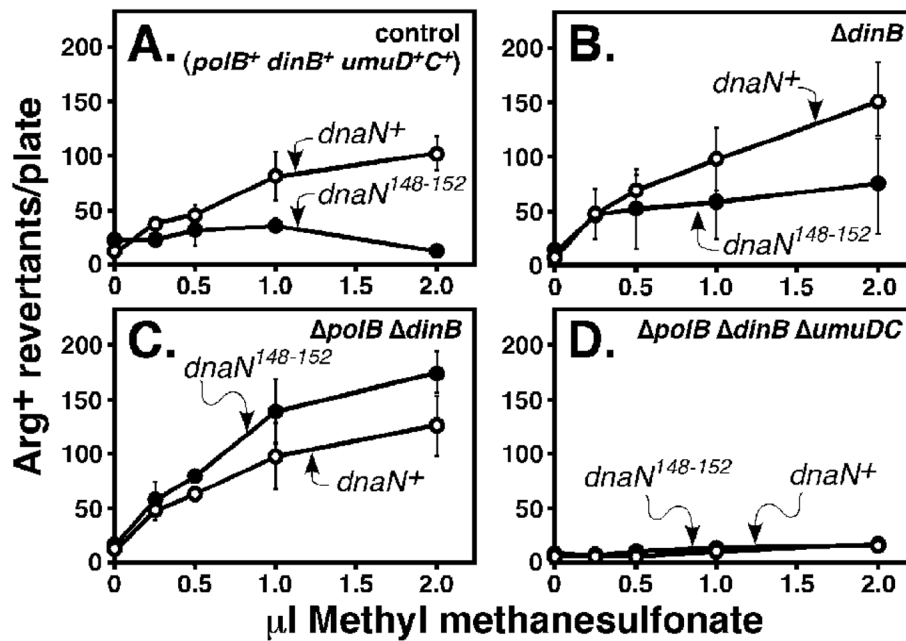 Arg⁺ revertants/plate
A.
control
(polB⁺ dinB⁺ umuD⁺C⁺)
200
150
100
50
0
dnaN⁺
dnaN¹⁴⁸⁻¹⁵²
0 0.5 1.0 1.5 2.0
B.
ΔdinB
200
150
100
50
0
dnaN⁺
dnaN¹⁴⁸⁻¹⁵²
0 0.5 1.0 1.5 2.0
C.
ΔpolB ΔdinB
200
150
100
50
0
dnaN¹⁴⁸⁻¹⁵²
dnaN⁺
0 0.5 1.0 1.5 2.0
D.
ΔpolB ΔdinB ΔumuDC
200
150
100
50
0
dnaN¹⁴⁸⁻¹⁵² dnaN⁺
0 0.5 1.0 1.5 2.0
µl Methyl methanesulfonate